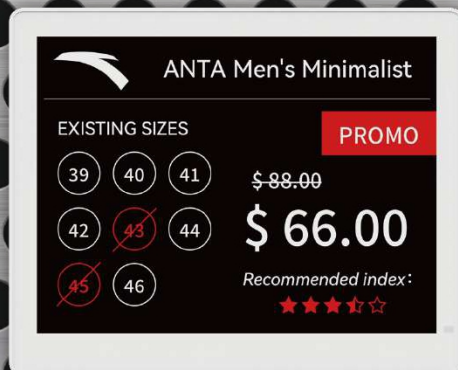 ANTA Men's Minimalist
EXISTING SIZES
PROMO
39 40 41
$ 88.00
42 43 44
$ 66.00
45 46
Recommended index: